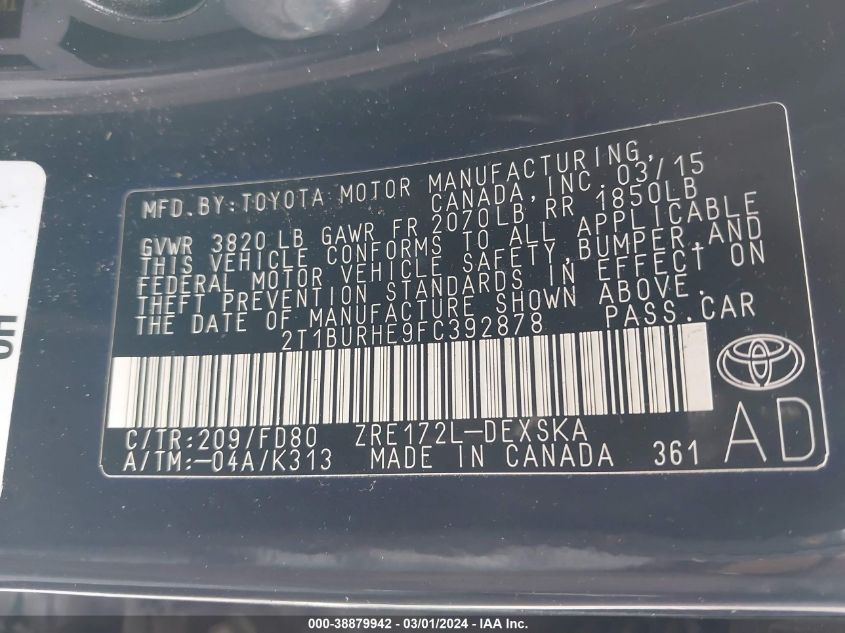 MFD.BY:TOYOTA MOTOR MANUFACTURING,
CANADA,INC. 03/15
GVWR 3820 LB GAWR FR 2070LB RR 1850LB
THIS VEHICLE CONFORMS TO ALL APPLICABLE
FEDERAL MOTOR VEHICLE SAFETY,BUMPER,AND
THEFT PREVENTION STANDARDS IN EFFECT ON
THE DATE OF MANUFACTURE SHOWN ABOVE.
2T1BURHE9FC392878 PASS.CAR
C/TR:209/FD80 ZRE172L-DEXSKA
A/TM:-04A/K313 MADE IN CANADA 361
AD
000-38879942 - 03/01/2024 - IAA Inc.